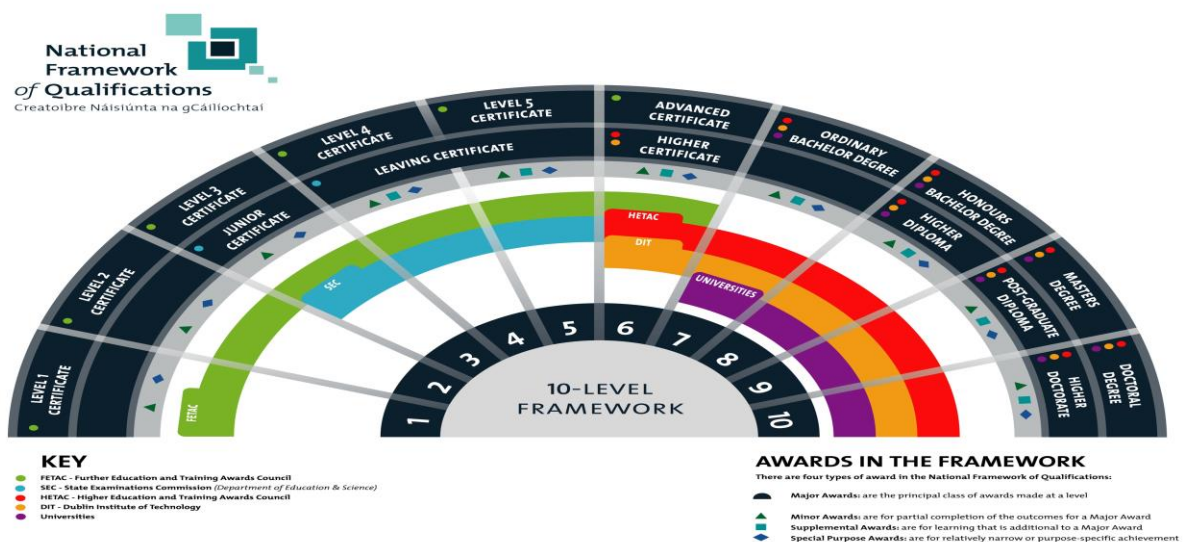 National
Framework
of Qualifications
Creatoibre Náisiúnta na gCáilíochtaí
LEVEL 1
CERTIFICATE
LEVEL 2
CERTIFICATE
LEVEL 3
CERTIFICATE
LEVEL 4
CERTIFICATE
LEVEL 5
CERTIFICATE
ADVANCED
CERTIFICATE
ORDINARY
BACHELOR DEGREE
HONOURS
BACHELOR DEGREE
MASTERS
DEGREE
DOCTORAL
DEGREE
JUNIOR
CERTIFICATE
LEAVING CERTIFICATE
HIGHER
CERTIFICATE
HIGHER
DIPLOMA
POST-GRADUATE
DIPLOMA
HIGHER
DOCTORATE
FETAC
SEC
HETAC
DIT
UNIVERSITIES
1
2
3
4
5
6
7
8
9
10
10-LEVEL
FRAMEWORK
KEY
FETAC - Further Education and Training Awards Council
SEC - State Examinations Commission (Department of Education & Science)
HETAC - Higher Education and Training Awards Council
DIT - Dublin Institute of Technology
Universities
AWARDS IN THE FRAMEWORK
There are four types of award in the National Framework of Qualifications:
Major Awards: are the principal class of awards made at a level
Minor Awards: are for partial completion of the outcomes for a Major Award
Supplemental Awards: are for learning that is additional to a Major Award
Special Purpose Awards: are for relatively narrow or purpose-specific achievement